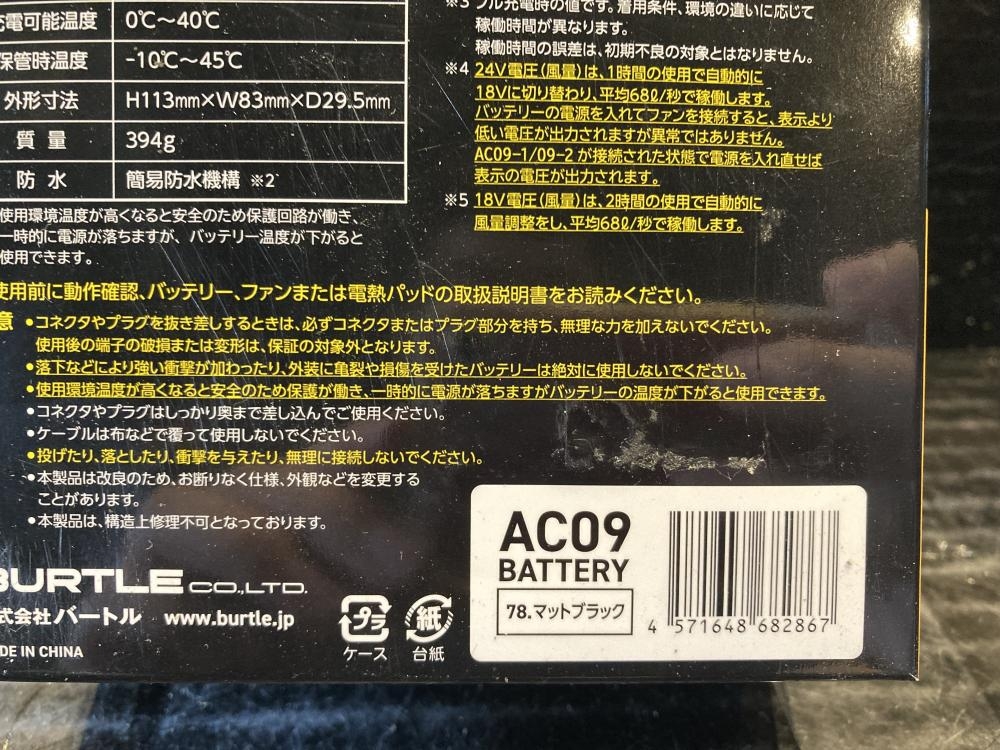 充電可能温度 0℃〜40℃
保管時温度 -10℃〜45℃
外形寸法 H113mm×W83mm×D29.5mm
質量 394g
防水 簡易防水機構 ※2
使用環境温度が高くなると安全のため保護回路が働き、
一時的に電源が落ちますが、バッテリー温度が下がると
使用できます。
※3 フル充電時の値です。着用条件、環境の違いに応じて
稼働時間が異なります。
稼働時間の誤差は、初期不良の対象とはなりません。
※4 24V電圧(風量)は、1時間の使用で自動的に
18Vに切り替わり、平均68ℓ/秒で稼働します。
バッテリーの電源を入れてファンを接続すると、表示より
低い電圧が出力されますが異常ではありません。
AC09-1/09-2 が接続された状態で電源を入れ直せば
表示の電圧が出力されます。
※5 18V電圧(風量)は、2時間の使用で自動的に
風量調整をし、平均68ℓ/秒で稼働します。
使用前に動作確認、バッテリー、ファンまたは電熱パッドの取扱説明書をお読みください。
意 •コネクタやプラグを抜き差しするときは、必ずコネクタまたはプラグ部分を持ち、無理な力を加えないでください。
使用後の端子の破損または変形は、保証の対象外となります。
•落下などにより強い衝撃が加わったり、外装に亀裂や損傷を受けたバッテリーは絶対に使用しないでください。
•使用環境温度が高くなると安全のため保護が働き、一時的に電源が落ちますがバッテリーの温度が下がると使用できます。
•コネクタやプラグはしっかり奥まで差し込んでご使用ください。
•ケーブルは布などで覆って使用しないでください。
•投げたり、落としたり、衝撃を与えたり、無理に接続しないでください。
•本製品は改良のため、お断りなく仕様、外観などを変更する
ことがあります。
•本製品は、構造上修理不可となっております。
BURTLE CO.,LTD.
式会社 バートル www.burtle.jp
DE IN CHINA
プラ
ケース
紙
台紙
AC09
BATTERY
78.マットブラック
4 571648 682867